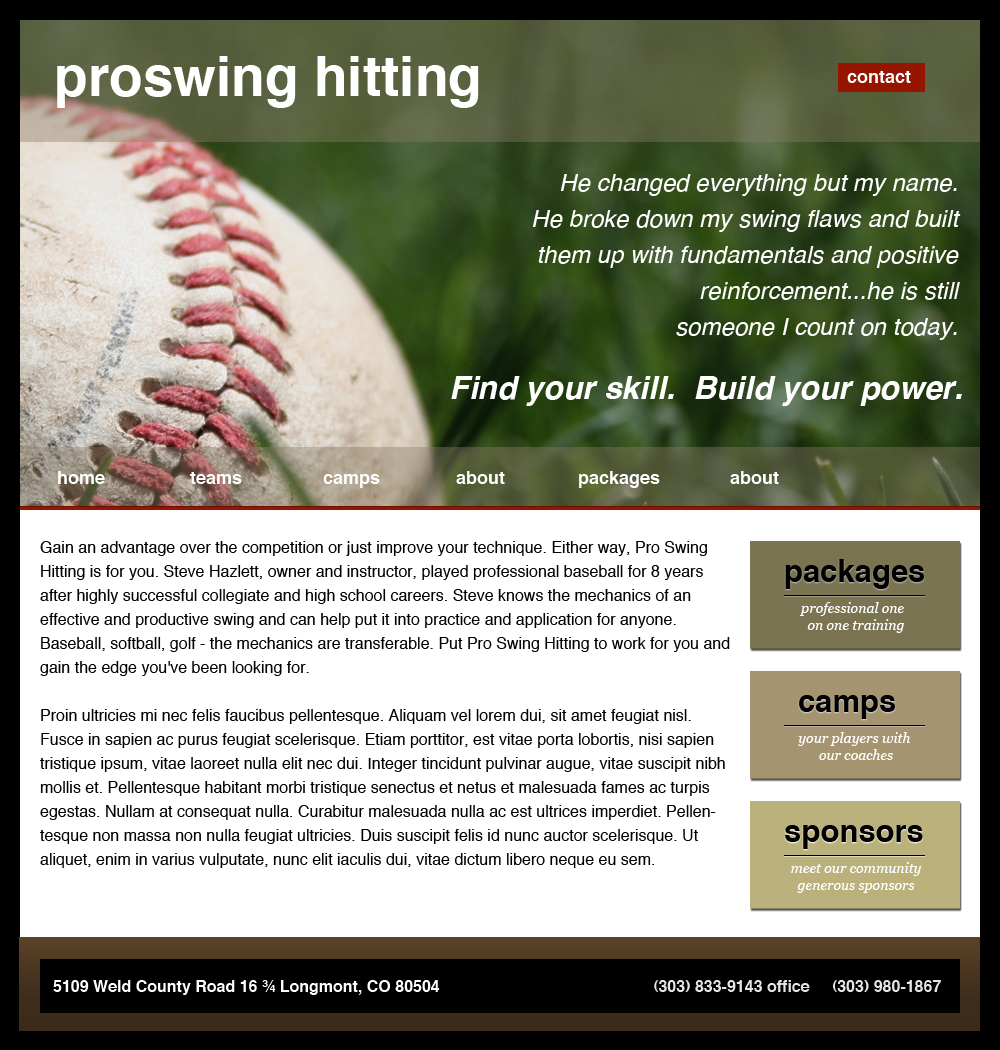 proswing hitting
contact
He changed everything but my name.
He broke down my swing flaws and built
them up with fundamentals and positive
reinforcement...he is still
someone I count on today.
Find your skill.  Build your power.
home teams camps about packages about
Gain an advantage over the competition or just improve your technique. Either way, Pro Swing
Hitting is for you. Steve Hazlett, owner and instructor, played professional baseball for 8 years
after highly successful collegiate and high school careers. Steve knows the mechanics of an
effective and productive swing and can help put it into practice and application for anyone.
Baseball, softball, golf - the mechanics are transferable. Put Pro Swing Hitting to work for you and
gain the edge you've been looking for.
Proin ultricies mi nec felis faucibus pellentesque. Aliquam vel lorem dui, sit amet feugiat nisl.
Fusce in sapien ac purus feugiat scelerisque. Etiam porttitor, est vitae porta lobortis, nisi sapien
tristique ipsum, vitae laoreet nulla elit nec dui. Integer tincidunt pulvinar augue, vitae suscipit nibh
mollis et. Pellentesque habitant morbi tristique senectus et netus et malesuada fames ac turpis
egestas. Nullam at consequat nulla. Curabitur malesuada nulla ac est ultrices imperdiet. Pellen-
tesque non massa non nulla feugiat ultricies. Duis suscipit felis id nunc auctor scelerisque. Ut
aliquet, enim in varius vulputate, nunc elit iaculis dui, vitae dictum libero neque eu sem.
packages
professional one
on one training
camps
your players with
our coaches
sponsors
meet our community
generous sponsors
5109 Weld County Road 16 ¾ Longmont, CO 80504
(303) 833-9143 office (303) 980-1867